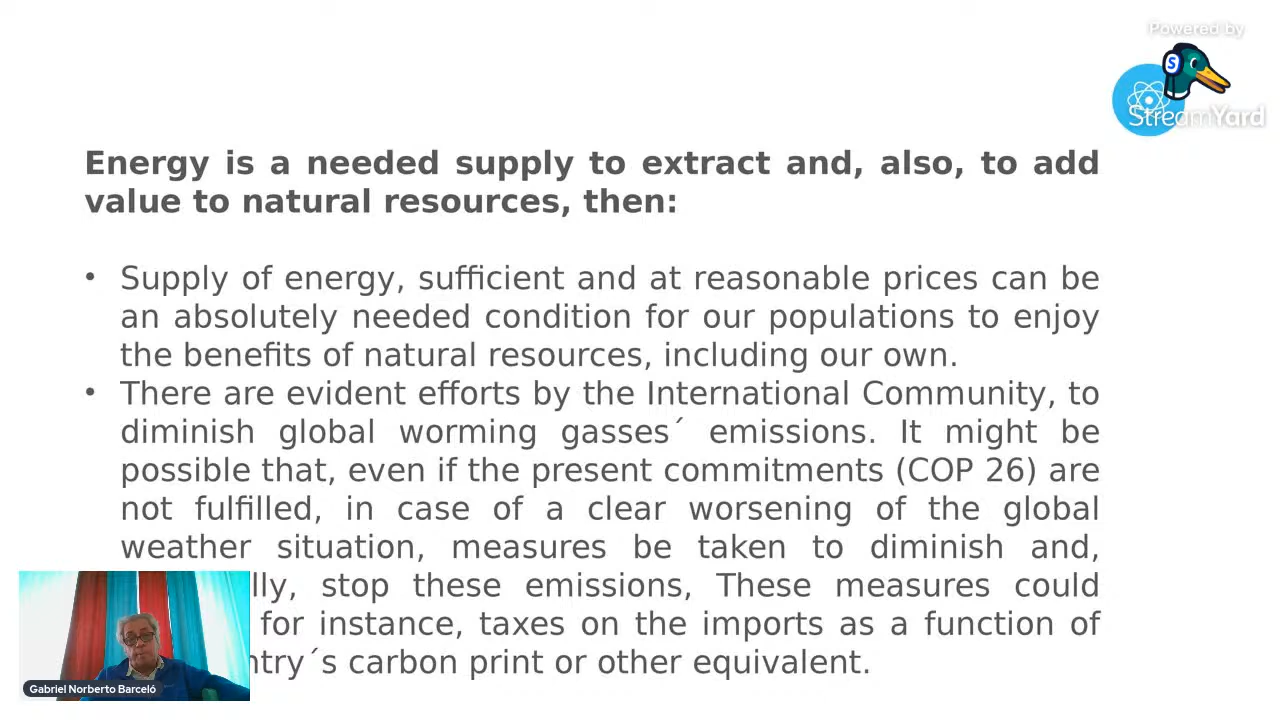 Powered by
S
StreamYard
Energy is a needed supply to extract and, also, to add
value to natural resources, then:
• Supply of energy, sufficient and at reasonable prices can be
an absolutely needed condition for our populations to enjoy
the benefits of natural resources, including our own.
• There are evident efforts by the International Community, to
diminish global worming gasses´ emissions. It might be
possible that, even if the present commitments (COP 26) are
not fulfilled, in case of a clear worsening of the global
weather situation, measures be taken to diminish and,
lly, stop these emissions, These measures could
for instance, taxes on the imports as a function of
ntry´s carbon print or other equivalent.
Gabriel Norberto Barceló